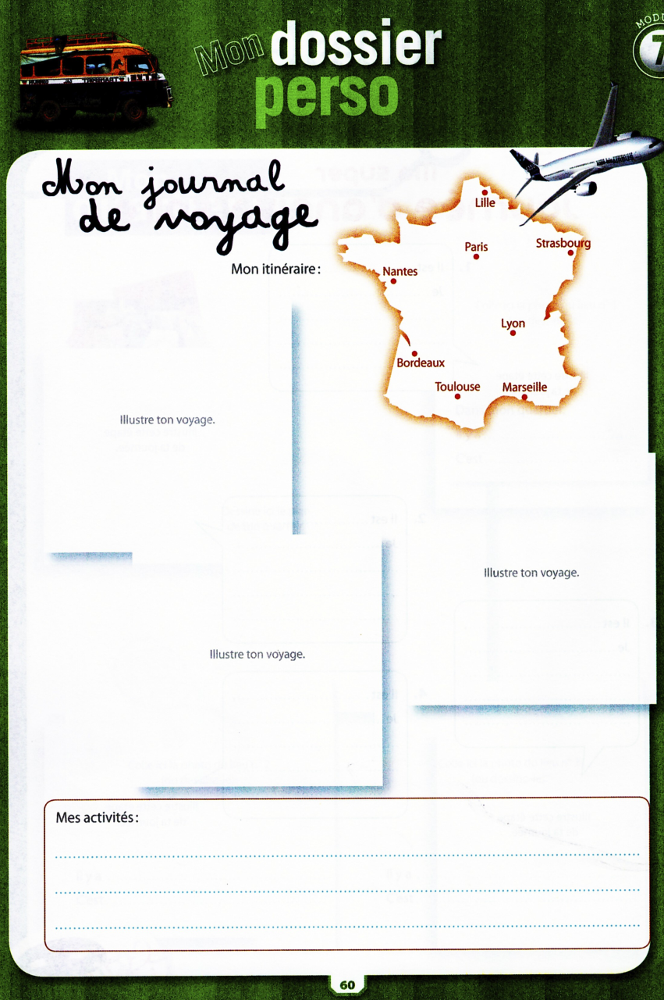 MODU
7
Mon dossier
perso
Mon journal
de voyage
Mon itinéraire :
Lille
Paris
Strasbourg
Nantes
Lyon
Bordeaux
Toulouse
Marseille
Illustre ton voyage.
Illustre ton voyage.
Illustre ton voyage.
Mes activités :
60